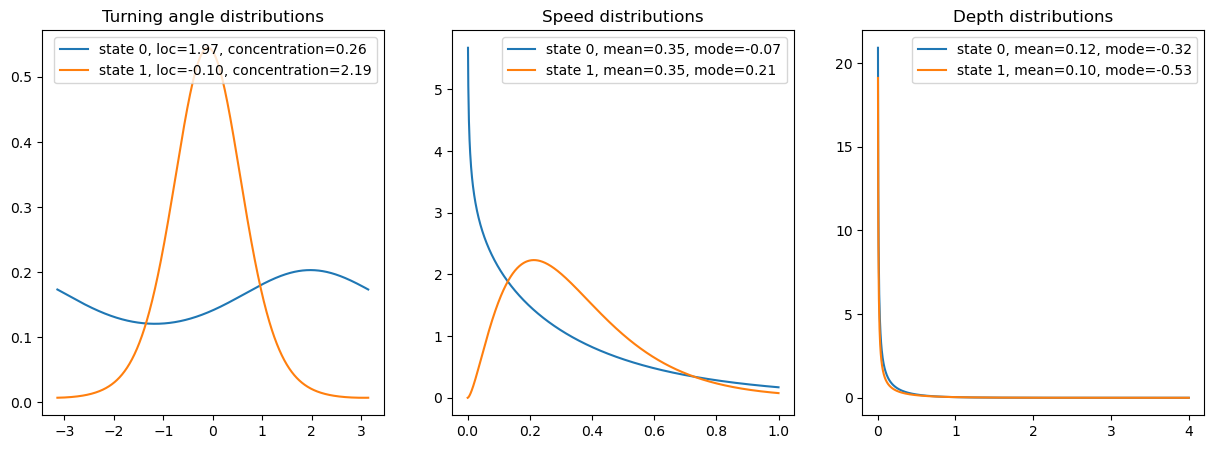 Turning angle distributions
state 0, loc=1.97, concentration=0.26
state 1, loc=-0.10, concentration=2.19
0.5
0.4
0.3
0.2
0.1
0.0
−3 −2 −1 0 1 2 3
Speed distributions
state 0, mean=0.35, mode=-0.07
state 1, mean=0.35, mode=0.21
5
4
3
2
1
0
0.0 0.2 0.4 0.6 0.8 1.0
Depth distributions
state 0, mean=0.12, mode=-0.32
state 1, mean=0.10, mode=-0.53
20
15
10
5
0
0 1 2 3 4